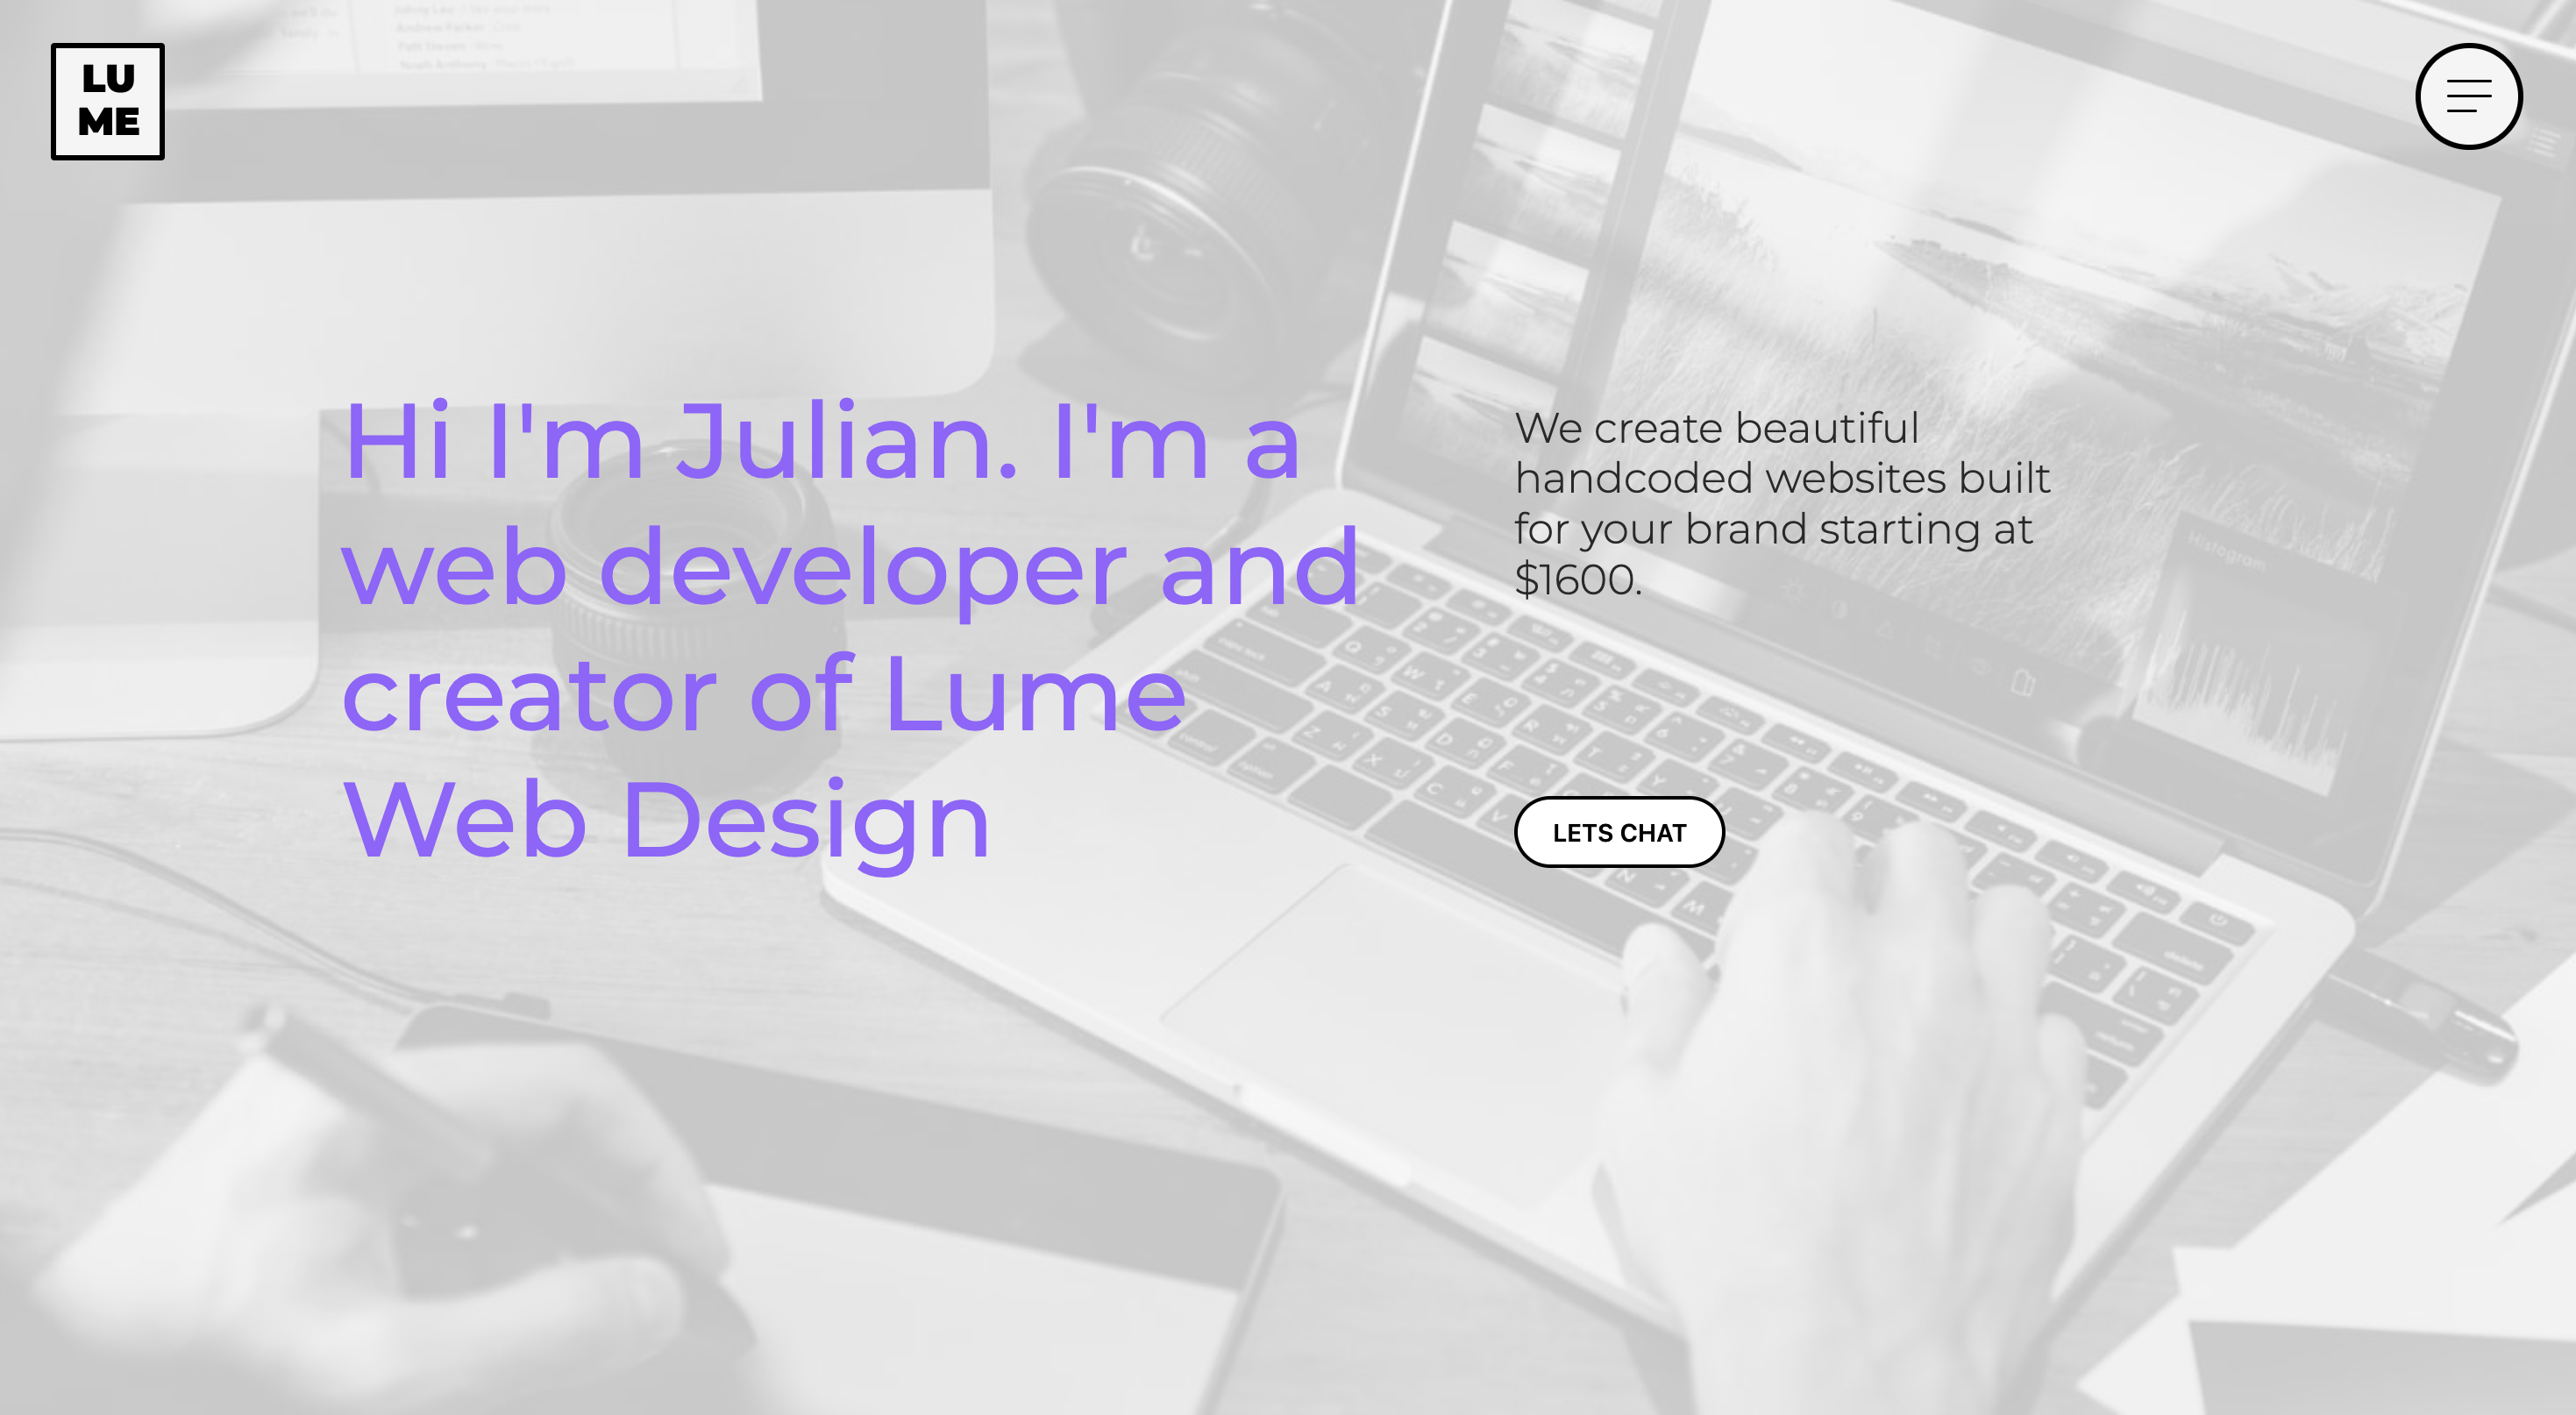 LU
ME
Hi I'm Julian. I'm a
web developer and
creator of Lume
Web Design
We create beautiful
handcoded websites built
for your brand starting at
$1600.
LETS CHAT
Histogram